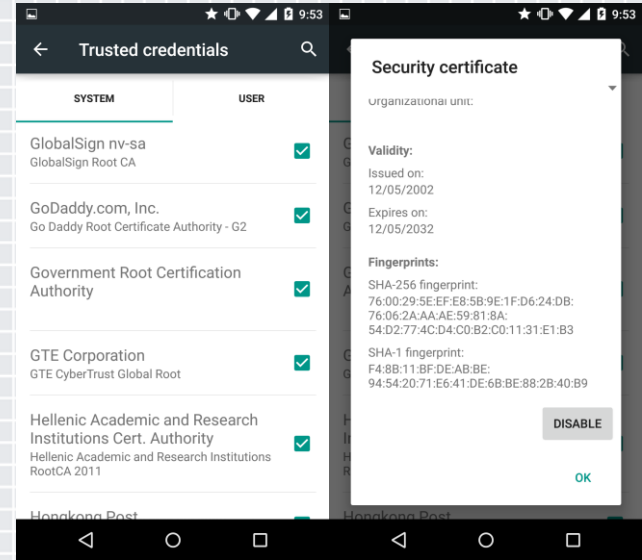 9:53
Trusted credentials
SYSTEM USER
GlobalSign nv-sa
GlobalSign Root CA
GoDaddy.com, Inc.
Go Daddy Root Certificate Authority - G2
Government Root Certification
Authority
GTE Corporation
GTE CyberTrust Global Root
Hellenic Academic and Research
Institutions Cert. Authority
Hellenic Academic and Research Institutions
RootCA 2011
Hongkong Post
9:53
Security certificate
Organizational unit:
Validity:
Issued on:
12/05/2002
Expires on:
12/05/2032
Fingerprints:
SHA-256 fingerprint:
76:00:29:5E:EF:E8:5B:9E:1F:D6:24:DB:
76:06:2A:AA:AE:59:81:8A:
54:D2:77:4C:D4:C0:B2:C0:11:31:E1:B3
SHA-1 fingerprint:
F4:8B:11:BF:DE:AB:BE:
94:54:20:71:E6:41:DE:6B:BE:88:2B:40:B9
DISABLE
OK
Hongkong Post